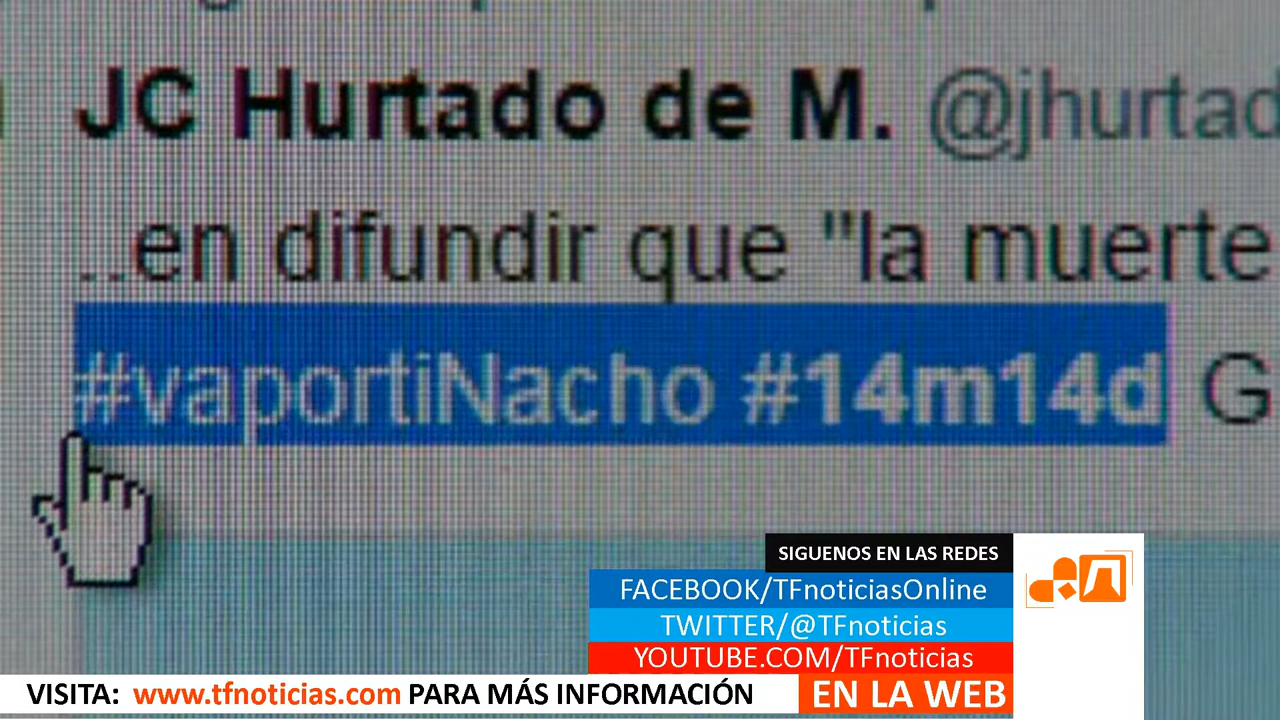 JC Hurtado de M. @jhurtad
..en difundir que "la muerte
#vaportiNacho #14m14d G
SIGUENOS EN LAS REDES
FACEBOOK/TFnoticiasOnline
TWITTER/@TFnoticias
YOUTUBE.COM/TFnoticias
VISITA: www.tfnoticias.com PARA MÁS INFORMACIÓN EN LA WEB